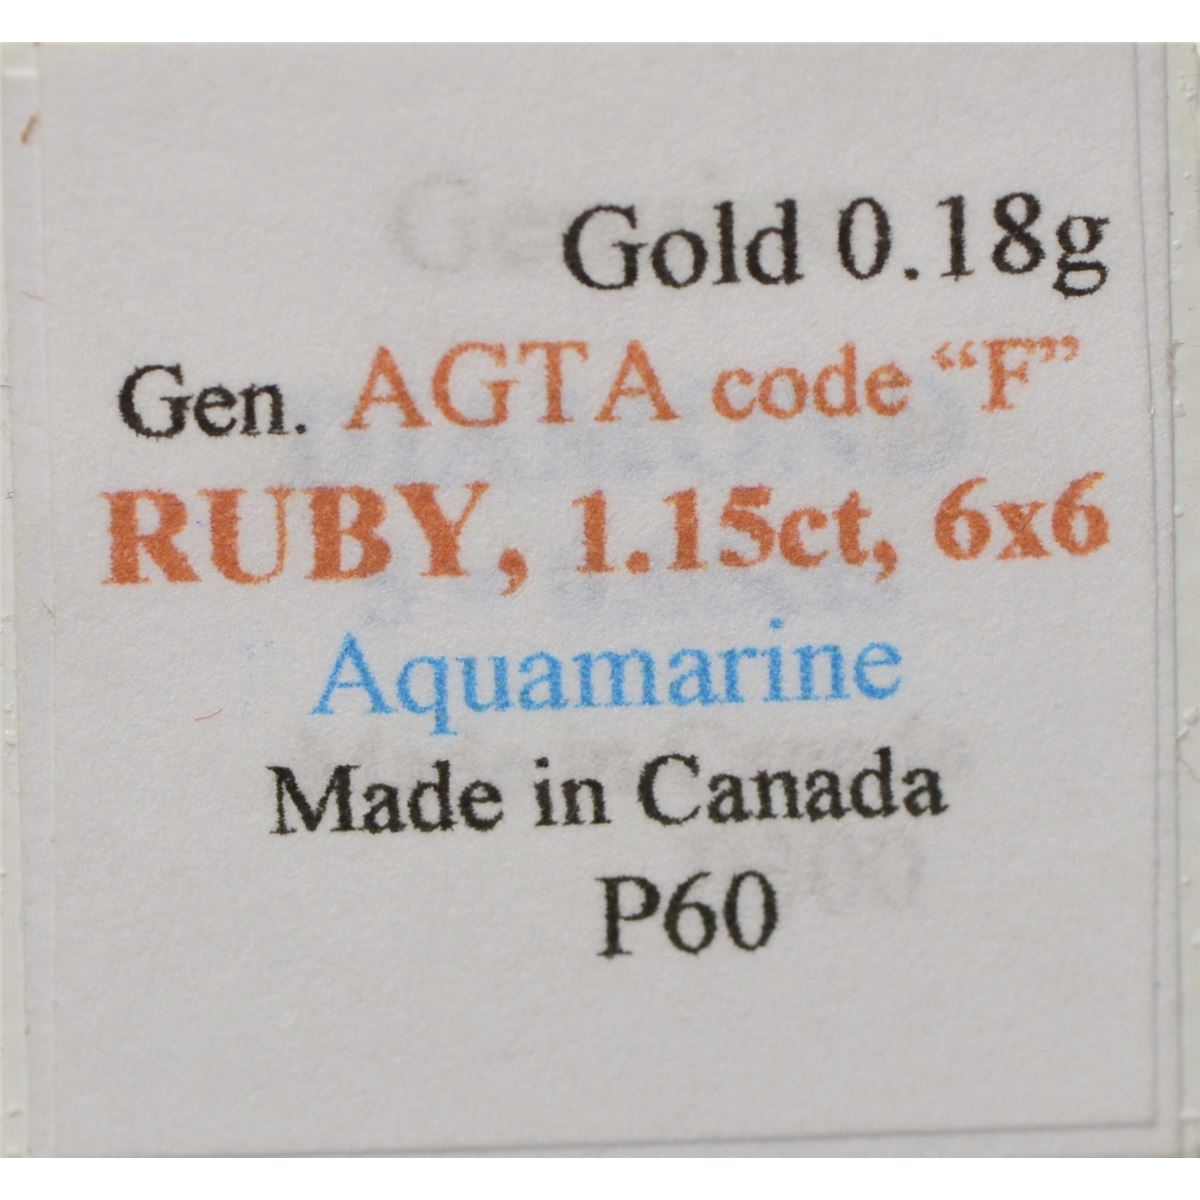 Gold 0.18g
Gen. AGTA code “F”
RUBY, 1.15ct, 6x6
Aquamarine
Made in Canada
P60